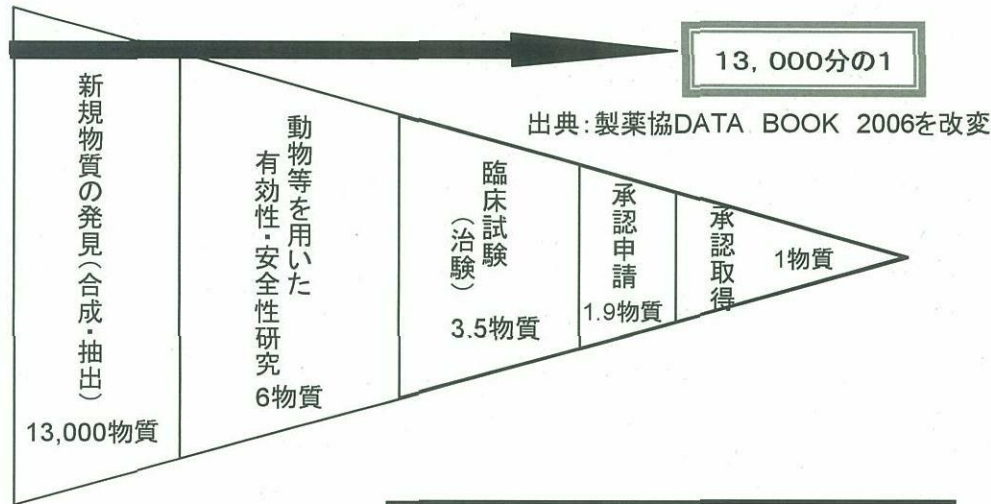 13,000分の1
出典:製薬協DATA BOOK 2006を改変
新規物質の発見(合成・抽出)
13,000物質
動物等を用いた
有効性・安全性研究
6物質
臨床試験
(治験)
3.5物質
承認申請
1.9物質
承認取得
1物質